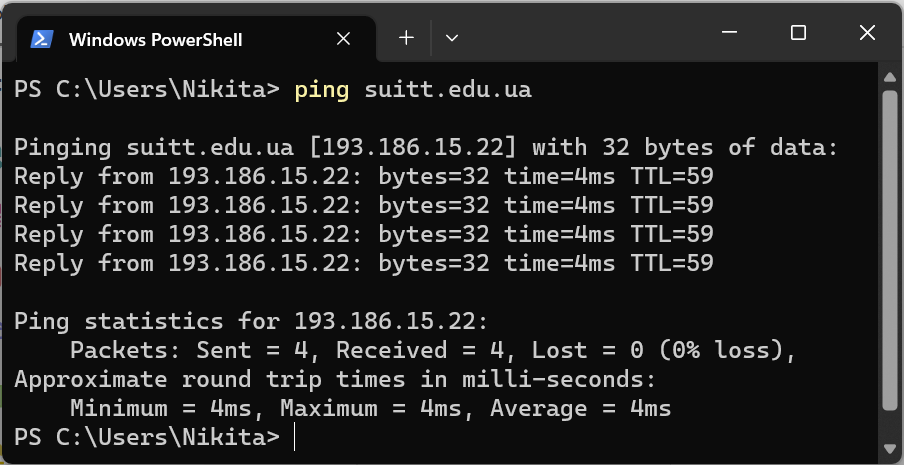 Windows PowerShell
PS C:\Users\Nikita> ping suitt.edu.ua
Pinging suitt.edu.ua [193.186.15.22] with 32 bytes of data:
Reply from 193.186.15.22: bytes=32 time=4ms TTL=59
Reply from 193.186.15.22: bytes=32 time=4ms TTL=59
Reply from 193.186.15.22: bytes=32 time=4ms TTL=59
Reply from 193.186.15.22: bytes=32 time=4ms TTL=59
Ping statistics for 193.186.15.22:
    Packets: Sent = 4, Received = 4, Lost = 0 (0% loss),
Approximate round trip times in milli-seconds:
    Minimum = 4ms, Maximum = 4ms, Average = 4ms
PS C:\Users\Nikita>